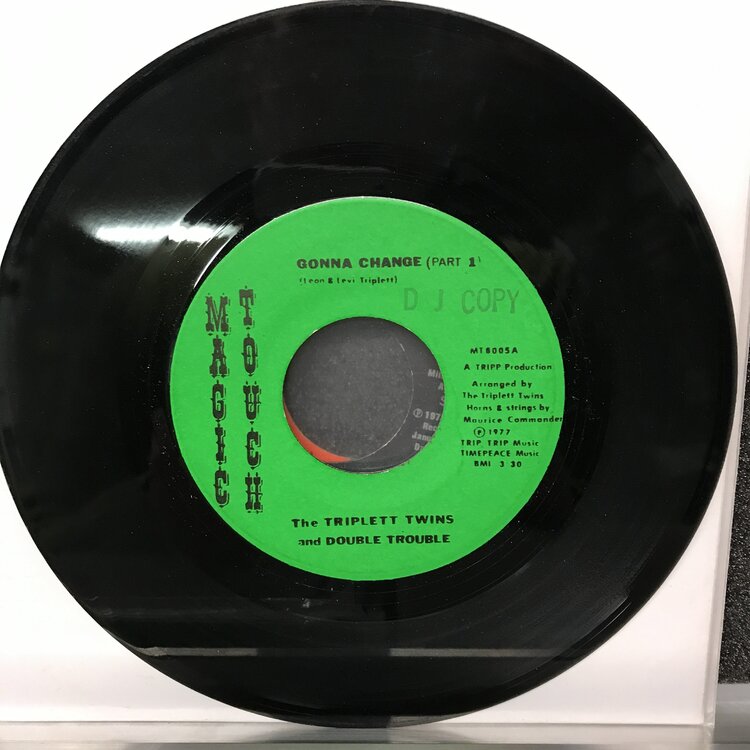 GONNA CHANGE (PART 1)
(Leon & Levi Triplett)
D J COPY
MAGIC
TOUCH
MT8005A
A TRIPP Production
Arranged by
The Triplett Twins
Horns & strings by
Maurice Commander
℗ 1977
TRIP TRIP Music
TIMEPEACE Music
BMI 3 30
The TRIPLETT TWINS
and DOUBLE TROUBLE